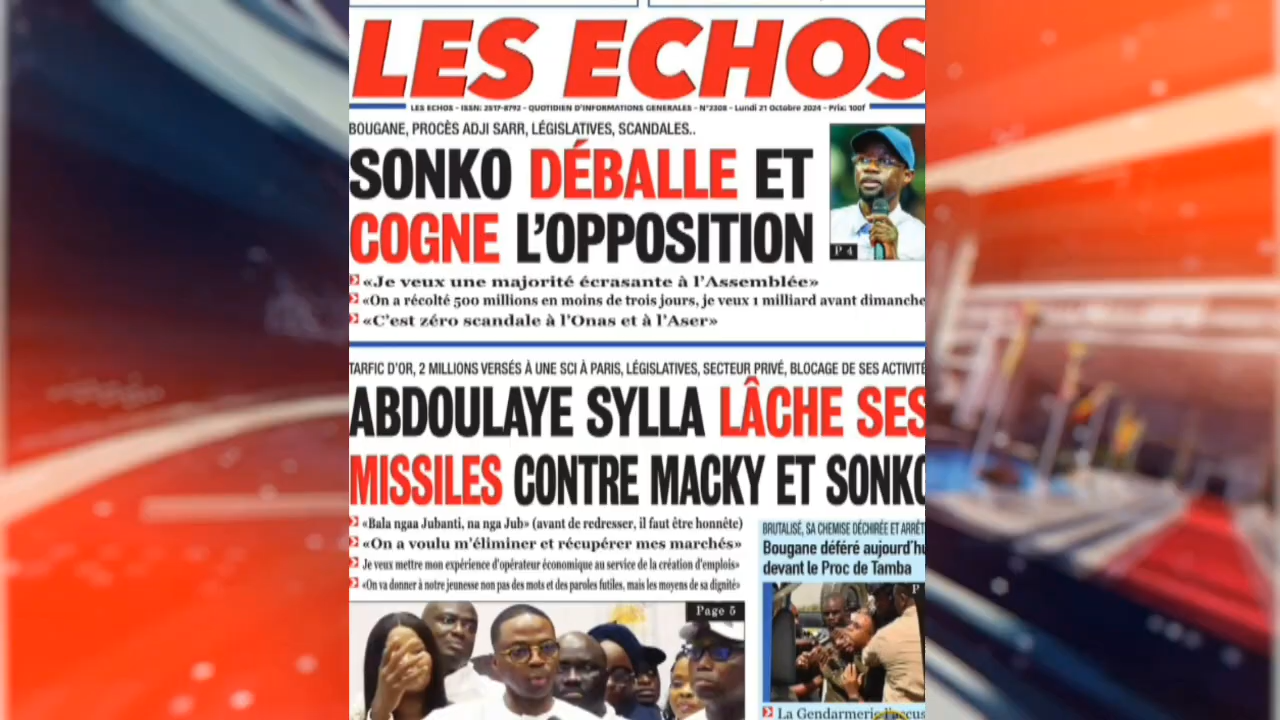 LES ECHOS
LES ECHOS - ISSN: 2517-8792 - QUOTIDIEN D'INFORMATIONS GENERALES - N°2308 - Lundi 21 Octobre 2024 - Prix: 100f
BOUGANE, PROCÈS ADJI SARR, LÉGISLATIVES, SCANDALES..
SONKO DÉBALLE ET
COGNE L'OPPOSITION
P 4
«Je veux une majorité écrasante à l'Assemblée»
«On a récolté 500 millions en moins de trois jours, je veux 1 milliard avant dimanche
«C'est zéro scandale à l'Onas et à l'Aser»
TARFIC D'OR, 2 MILLIONS VERSÉS À UNE SCI À PARIS, LÉGISLATIVES, SECTEUR PRIVÉ, BLOCAGE DE SES ACTIVITÉ
ABDOULAYE SYLLA LÂCHE SES
MISSILES CONTRE MACKY ET SONKO
«Bala ngaa Jubanti, na nga Jub» (avant de redresser, il faut être honnête)
«On a voulu m'éliminer et récupérer mes marchés»
Je veux mettre mon expérience d'opérateur économique au service de la création d'emplois»
«On va donner à notre jeunesse non pas des mots et des paroles futiles, mais les moyens de sa dignité»
Page 5
BRUTALISÉ, SA CHEMISE DÉCHIRÉE ET ARRÊT
Bougane déféré aujourd'hu
devant le Proc de Tamba
P
La Gendarmerie l'accus